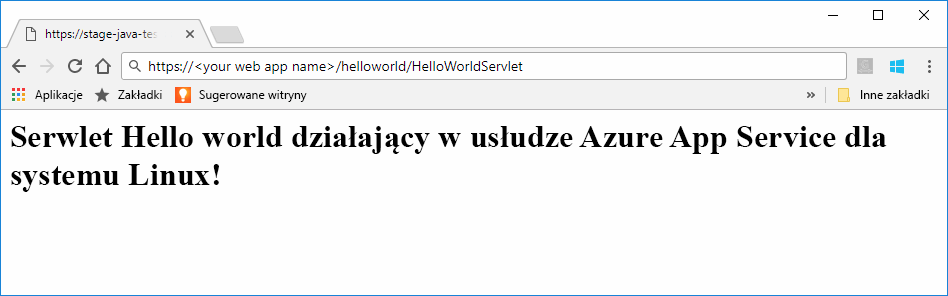 https://stage-java-tes
https://<your web app name>/helloworld/HelloWorldServlet
Aplikacje Zakładki Sugerowane witryny » Inne zakładki
Serwlet Hello world działający w usłudze Azure App Service dla
systemu Linux!